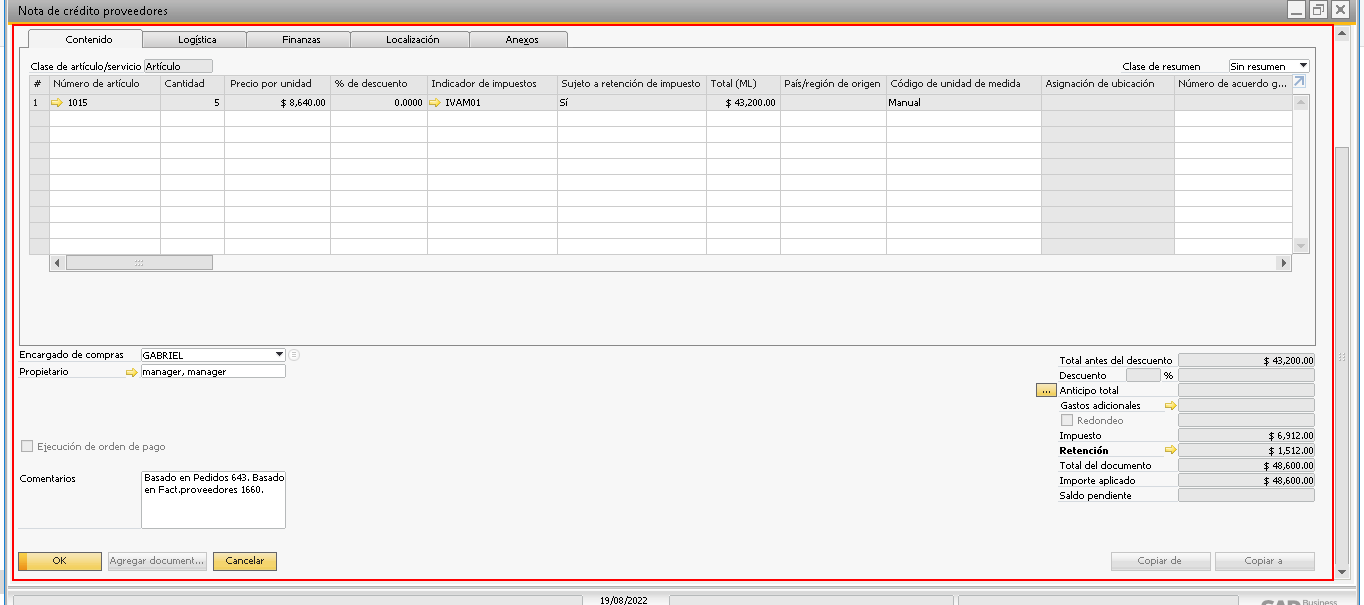 Nota de crédito proveedores
Contenido Logística Finanzas Localización Anexos
Clase de artículo/servicio Artículo Clase de resumen Sin resumen
# Número de artículo Cantidad Precio por unidad % de descuento Indicador de impuestos Sujeto a retención de impuesto Total (ML) País/región de origen Código de unidad de medida Asignación de ubicación Número de acuerdo g...
1 1015 5 $ 8,640.00 0.0000 IVAM01 Sí $ 43,200.00 Manual
Encargado de compras GABRIEL
Propietario manager, manager
Total antes del descuento $ 43,200.00
Descuento %
... Anticipo total
Gastos adicionales
Redondeo
Impuesto $ 6,912.00
Retención $ 1,512.00
Total del documento $ 48,600.00
Importe aplicado $ 48,600.00
Saldo pendiente
Ejecución de orden de pago
Comentarios Basado en Pedidos 643. Basado
en Fact.proveedores 1660.
OK Agregar document... Cancelar Copiar de Copiar a
19/08/2022
SAP Business